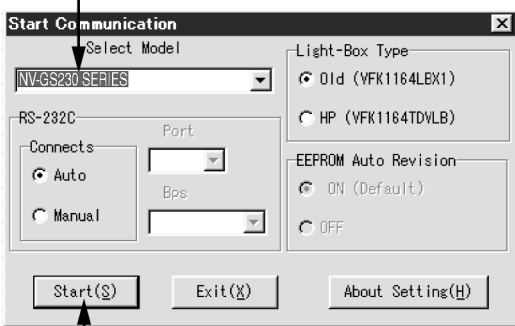 Start Communication
Select Model
NV-GS230 SERIES
Light-Box Type
Old (VFK1164LBX1)
HP (VFK1164TDVLB)
RS-232C
Connects
Auto
Manual
Port
Bps
EEPROM Auto Revision
ON (Default)
OFF
Start(S)
Exit(X)
About Setting(H)